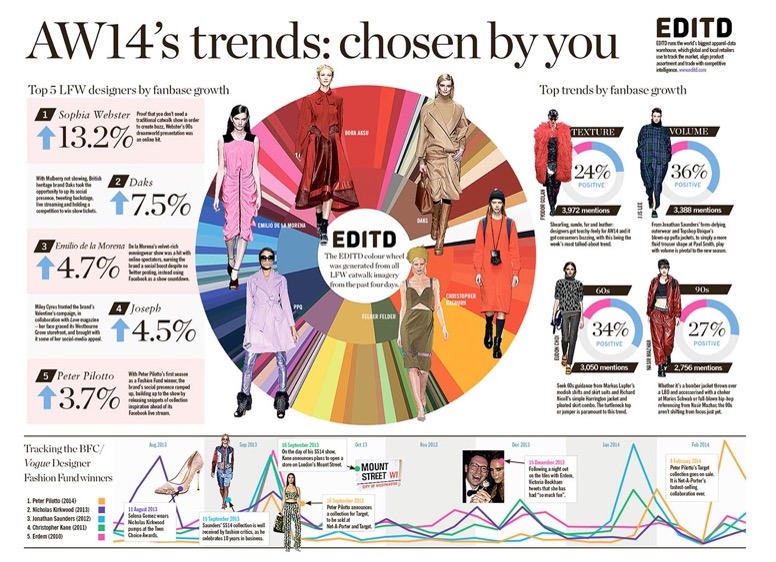 AW14's trends: chosen by you
EDITD
EDITD runs the world's biggest apparel-data
warehouse, which global and local retailers
use to track the market, align product
assortment and trade with competitive
intelligence. www.editd.com
Top 5 LFW designers by fanbase growth
1 Sophia Webster
13.2%
Proof that you don't need a
traditional catwalk show in order
to create buzz, Webster's 90s
dreamworld presentation was
an online hit.
With Mulberry not showing, British
heritage brand Daks took the
opportunity to up its social
presence, tweeting backstage,
live streaming and holding a
competition to win show tickets.
2 Daks
7.5%
3 Emilio de la Morena
4.7%
De la Morena's velvet-rich
eveningwear show was a hit with
online spectators, earning the
brand a social boost despite no
Twitter posting, instead using
Facebook as a show countdown.
Miley Cyrus fronted the brand's
Valentine's campaign, in
collaboration with Love magazine
– her face graced its Westbourne
Grove storefront, and brought with
it some of her social-media appeal.
4 Joseph
4.5%
5 Peter Pilotto
3.7%
With Peter Pilotto's first season
as a Fashion Fund winner, the
brand's social presence ramped
up, building up to the show by
releasing snippets of collection
inspiration ahead of its
Facebook live stream.
BORA AKSU
DAKS
EMILIO DE LA MORENA
EDITD
The EDITD colour wheel
was generated from all
LFW catwalk imagery
from the past four days.
CHRISTOPHER
RAEBURN
PPQ
FELDER FELDER
Top trends by fanbase growth
TEXTURE
24%
POSITIVE
FYODOR GOLAN
3,972 mentions
Shearling, suede, fur and leather:
designers got touchy-feely for AW14 and it
got consumers buzzing, with this being the
week's most talked-about trend.
VOLUME
36%
POSITIVE
J JS LEE
3,388 mentions
From Jonathan Saunders' form-defying
outerwear and Topshop Unique's
blown-up puffa jackets, to simply a more
fluid trouser shape at Paul Smith, play
with volume is pivotal to the new season.
60s
34%
POSITIVE
EUDON CHOI
3,050 mentions
Seek 60s guidance from Markus Lupfer's
modish shifts and skirt suits and Richard
Nicoll's simple Harrington jacket and
pleated skirt combo. The turtleneck top
or jumper is paramount to this trend.
90s
27%
POSITIVE
NASIR MAZHAR
2,756 mentions
Whether it's a bomber jacket thrown over
a LBD and accessorised with a choker
at Marios Schwab or full-blown hip-hop
referencing from Nasir Mazhar, the 90s
aren't shifting from focus just yet.
Tracking the BFC/
Vogue Designer
Fashion Fund winners
1. Peter Pilotto (2014)
2. Nicholas Kirkwood (2013)
3. Jonathan Saunders (2012)
4. Christopher Kane (2011)
5. Erdem (2010)
Aug 2013
Sep 2013
Oct 13
Nov 2013
Dec 2013
Jan 2014
Feb 2014
11 August 2013
Selena Gomez wears
Nicholas Kirkwood
pumps at the Teen
Choice Awards.
15 September 2013
Saunders' SS14 collection is well
received by fashion critics, as he
celebrates 10 years in business.
16 September 2013
On the day of his SS14 show,
Kane announces plans to open a
store on London's Mount Street.
16 September 2013
Peter Pilotto announces
a collection for Target,
to be sold at
Net-A-Porter and Target.
MOUNT
STREET W1
CITY OF WESTMINSTER
15 December 2013
Following a night out
on the tiles with Erdem,
Victoria Beckham
tweets that she
had "so much fun".
9 February 2014
Peter Pilotto's Target
collection goes on sale.
It is Net-A-Porter's
fastest-selling
collaboration ever.